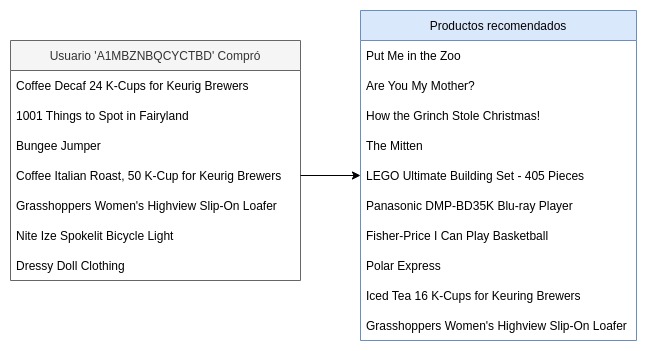 Usuario 'A1MBZNBQCYCTBD' Compró
Coffee Decaf 24 K-Cups for Keurig Brewers
1001 Things to Spot in Fairyland
Bungee Jumper
Coffee Italian Roast, 50 K-Cup for Keurig Brewers
Grasshoppers Women's Highview Slip-On Loafer
Nite Ize Spokelit Bicycle Light
Dressy Doll Clothing
Productos recomendados
Put Me in the Zoo
Are You My Mother?
How the Grinch Stole Christmas!
The Mitten
LEGO Ultimate Building Set - 405 Pieces
Panasonic DMP-BD35K Blu-ray Player
Fisher-Price I Can Play Basketball
Polar Express
Iced Tea 16 K-Cups for Keuring Brewers
Grasshoppers Women's Highview Slip-On Loafer